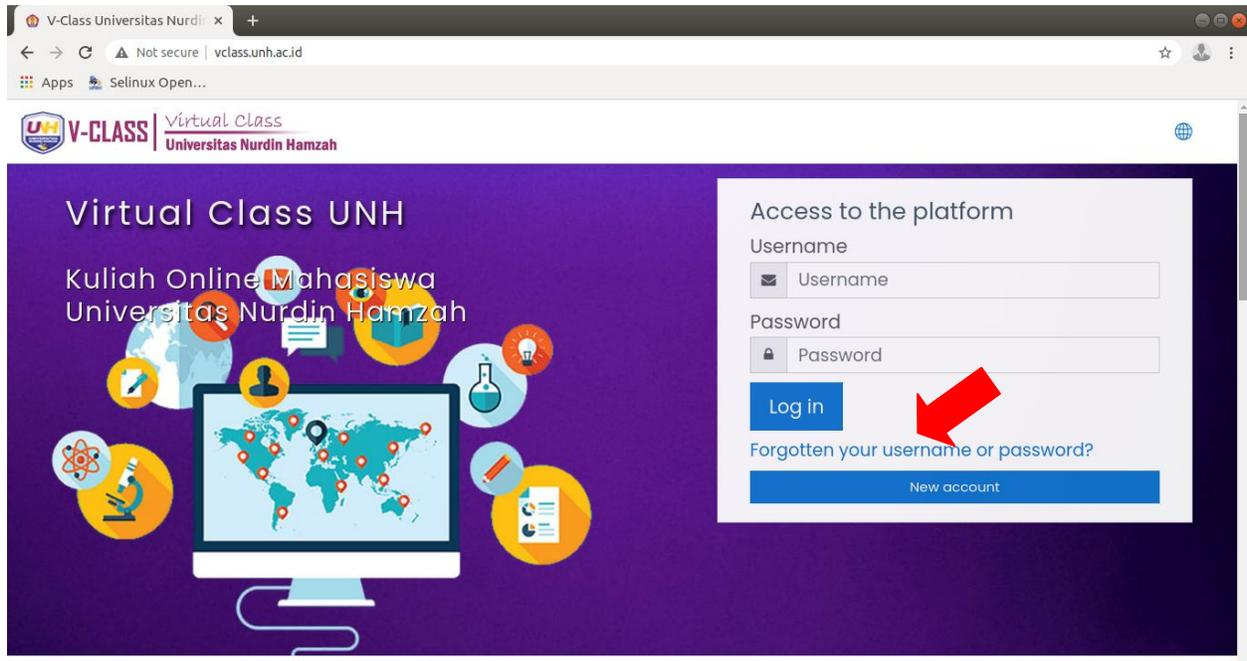 V-Class Universitas Nurdi
Not secure | vclass.unh.ac.id
Apps Selinux Open...
UNH V-CLASS Virtual Class
Universitas Nurdin Hamzah
Virtual Class UNH
Kuliah Online Mahasiswa
Universitas Nurdin Hamzah
Access to the platform
Username
Username
Password
Password
Log in
Forgotten your username or password?
New account